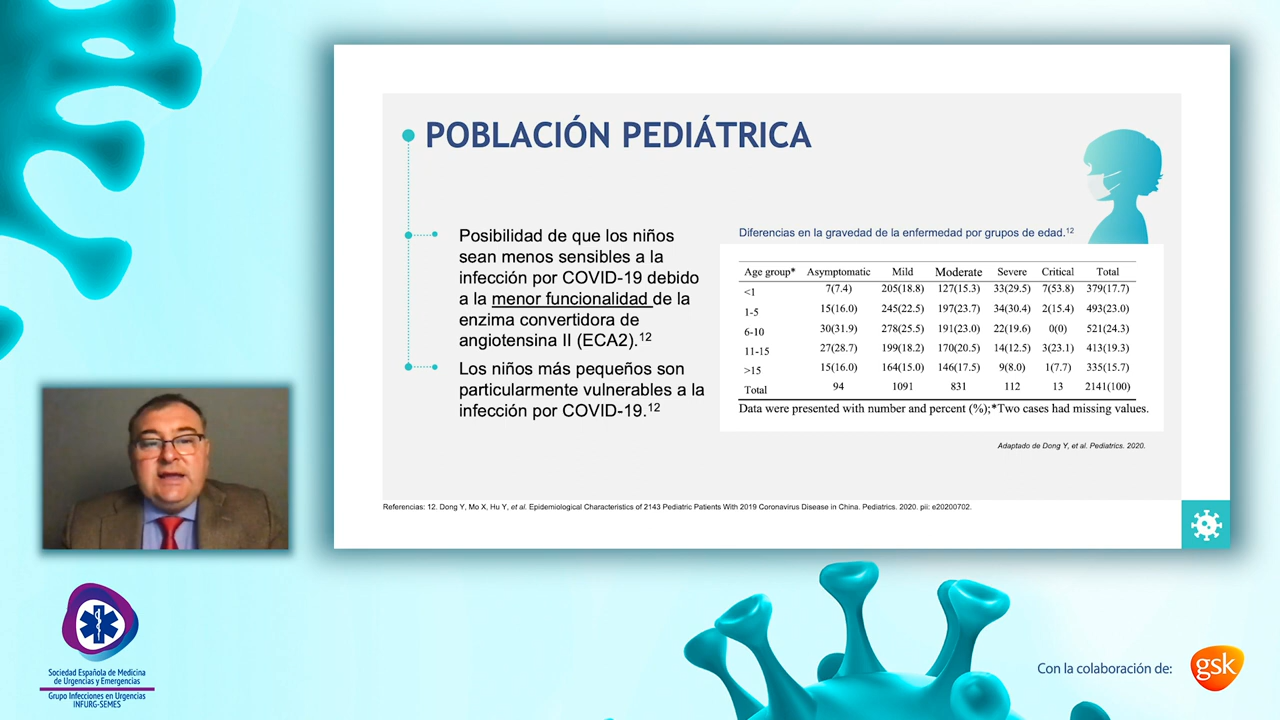 POBLACIÓN PEDIÁTRICA
Posibilidad de que los niños
sean menos sensibles a la
infección por COVID-19 debido
a la menor funcionalidad de la
enzima convertidora de
angiotensina II (ECA2).12
Los niños más pequeños son
particularmente vulnerables a la
infección por COVID-19.12
Diferencias en la gravedad de la enfermedad por grupos de edad.12
Age group* Asymptomatic Mild Moderate Severe Critical Total
<1 7(7.4) 205(18.8) 127(15.3) 33(29.5) 7(53.8) 379(17.7)
1-5 15(16.0) 245(22.5) 197(23.7) 34(30.4) 2(15.4) 493(23.0)
6-10 30(31.9) 278(25.5) 191(23.0) 22(19.6) 0(0) 521(24.3)
11-15 27(28.7) 199(18.2) 170(20.5) 14(12.5) 3(23.1) 413(19.3)
>15 15(16.0) 164(15.0) 146(17.5) 9(8.0) 1(7.7) 335(15.7)
Total 94 1091 831 112 13 2141(100)
Data were presented with number and percent (%);*Two cases had missing values.
Adaptado de Dong Y, et al. Pediatrics. 2020.
Referencias: 12. Dong Y, Mo X, Hu Y, et al. Epidemiological Characteristics of 2143 Pediatric Patients With 2019 Coronavirus Disease in China. Pediatrics. 2020. pii: e20200702.
Sociedad Española de Medicina
de Urgencias y Emergencias
Grupo Infecciones en Urgencias
INFURG-SEMES
Con la colaboración de:
gsk